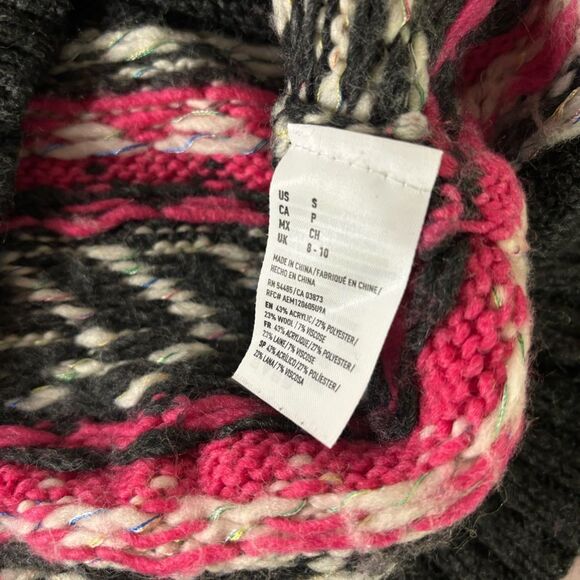 US S
CA P
MX CH
UK 8 - 10
MADE IN CHINA/FABRIQUÉ EN CHINE/
HECHO EN CHINA
RN 54485/CA 03873
RFC# AEM120605U9A
EN 43% ACRYLIC/27% POLYESTER/
23% WOOL/7% VISCOSE
FR 43% ACRYLIQUE/27% POLYESTER/
23% LAINE/7% VISCOSE
SP 43% ACRÍLICO/27% POLIÉSTER/
23% LANA/7% VISCOSA